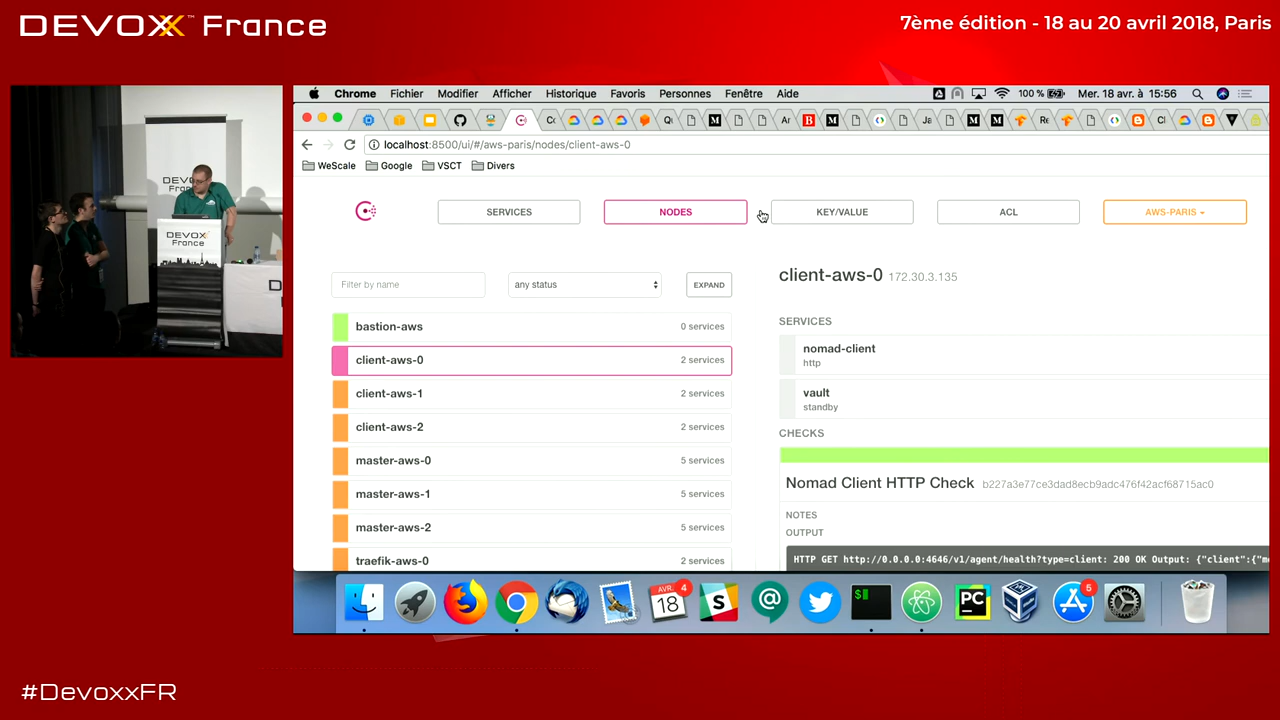 DEVOXX™ France
7ème édition - 18 au 20 avril 2018, Paris
DEVOXX
France
Chrome Fichier Modifier Afficher Historique Favoris Personnes Fenêtre Aide 100 % Mer. 18 avr. à 15:56
localhost:8500/ui/#/aws-paris/nodes/client-aws-0
WeScale Google VSCT Divers
SERVICES NODES KEY/VALUE ACL AWS-PARIS
Filter by name any status EXPAND
bastion-aws 0 services
client-aws-0 2 services
client-aws-1 2 services
client-aws-2 2 services
master-aws-0 5 services
master-aws-1 5 services
master-aws-2 5 services
traefik-aws-0 2 services
client-aws-0 172.30.3.135
SERVICES
nomad-client
http
vault
standby
CHECKS
Nomad Client HTTP Check b227a3e77ce3dad8ecb9adc476f42acf68715ac0
NOTES
OUTPUT
HTTP GET http://0.0.0.0:4646/v1/agent/health?type=client: 200 OK Output: {"client":{"m
AVR. 4
18
S
@
$
PC
5
#DevoxxFR